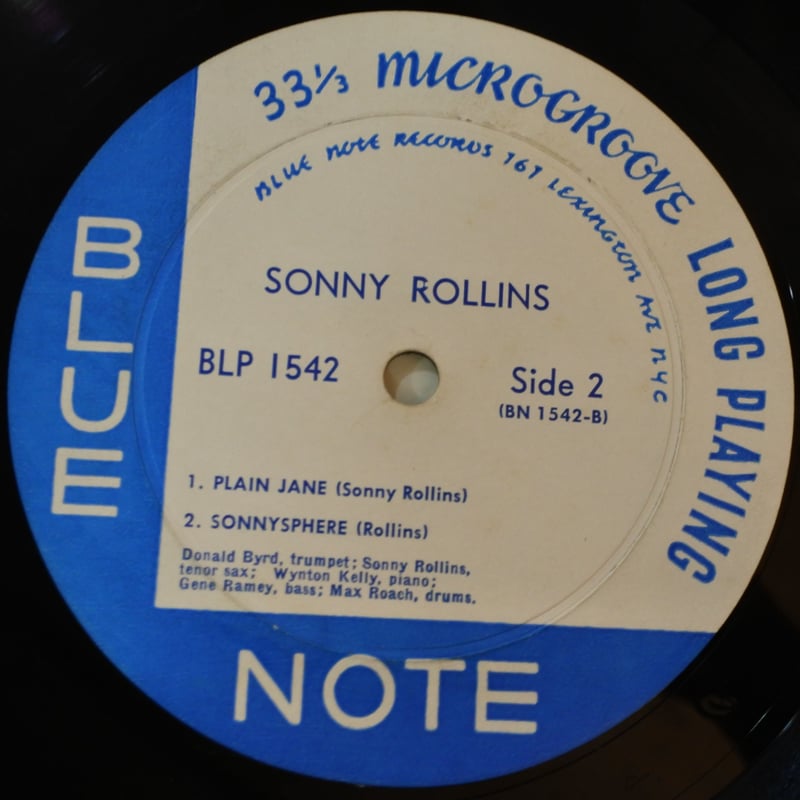 33⅓ MICROGROOVE LONG PLAYING
BLUE NOTE RECORDS 767 LEXINGTON AVE NYC
SONNY ROLLINS
BLP 1542
Side 2
(BN 1542-B)
1. PLAIN JANE (Sonny Rollins)
2. SONNYSPHERE (Rollins)
Donald Byrd, trumpet; Sonny Rollins,
tenor sax; Wynton Kelly, piano;
Gene Ramey, bass; Max Roach, drums.
BLUE
NOTE